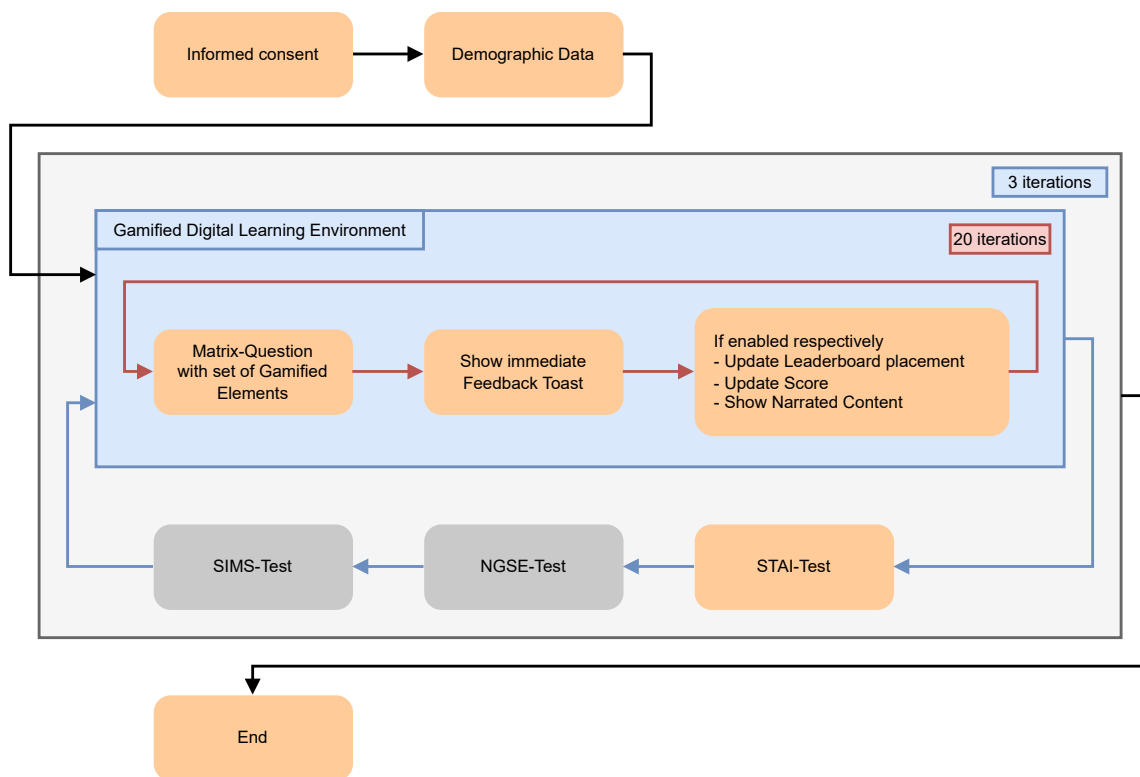 Informed consent
Demographic Data
3 iterations
Gamified Digital Learning Environment
20 iterations
Matrix-Question
with set of Gamified
Elements
Show immediate
Feedback Toast
If enabled respectively
- Update Leaderboard placement
- Update Score
- Show Narrated Content
SIMS-Test
NGSE-Test
STAI-Test
End